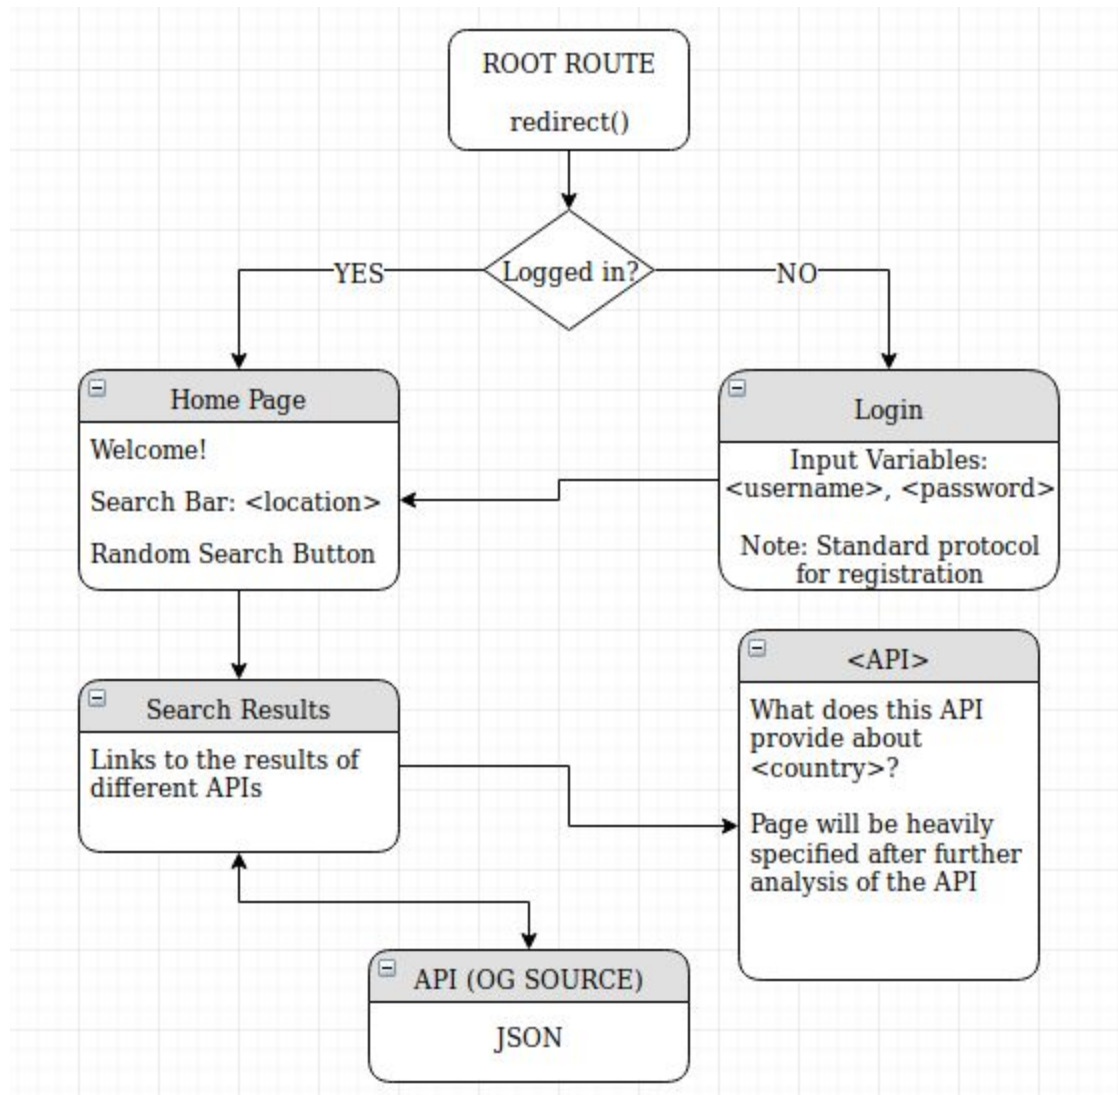 ROOT ROUTE
redirect()
Logged in?
YES
NO
Home Page
Welcome!
Search Bar: <location>
Random Search Button
Login
Input Variables:
<username>, <password>
Note: Standard protocol
for registration
Search Results
Links to the results of
different APIs
<API>
What does this API
provide about
<country>?
Page will be heavily
specified after further
analysis of the API
API (OG SOURCE)
JSON